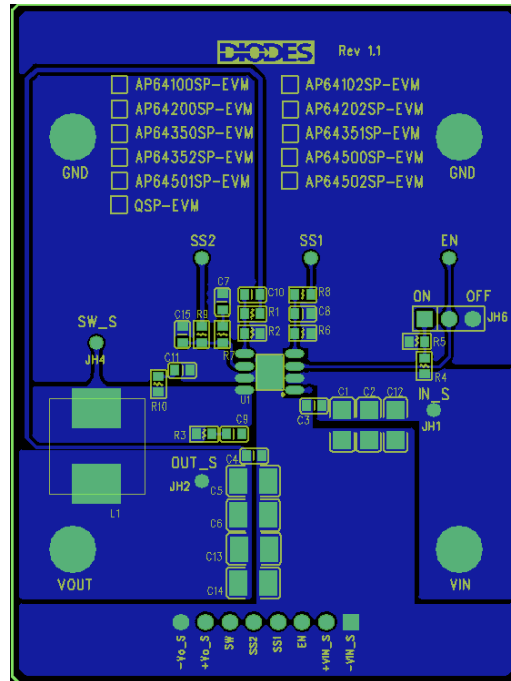 DIODES Rev 1.1
AP64100SP-EVM AP64102SP-EVM
AP64200SP-EVM AP64202SP-EVM
AP64350SP-EVM AP64351SP-EVM
AP64352SP-EVM AP64500SP-EVM
AP64501SP-EVM AP64502SP-EVM
QSP-EVM
GND GND
SS2 SS1 EN
C7
C10 R8
ON OFF
C15 R9 R1 C8 JH6
SW_S
R2 R6 R5
JH4 R7
C11 R4
R10 U1 IN_S
C3 C1 C2 C12
JH1
R3 C9
C4
OUT_S
C5
JH2
L1 C6
C13
VOUT VIN
C14
-Vo_S +Vo_S SW SS2 SS1 EN +VIN_S -VIN_S